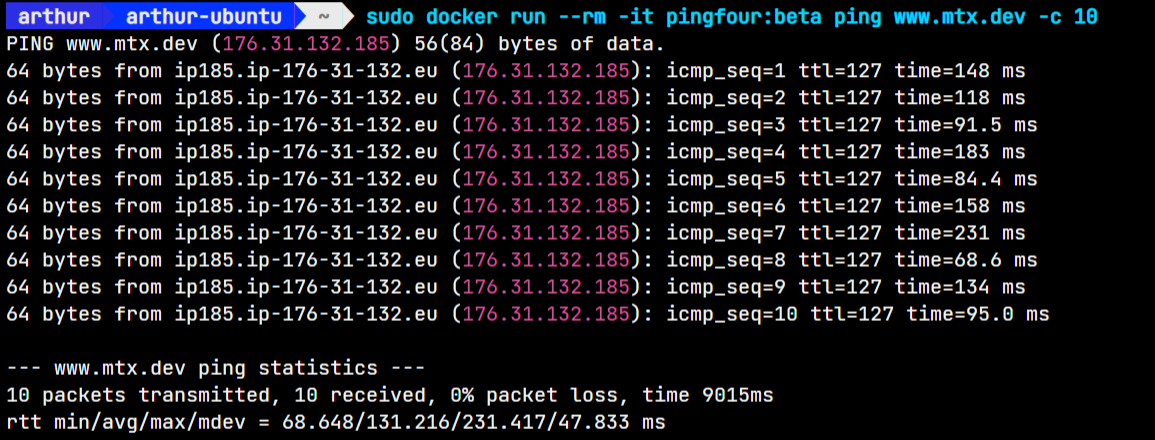 arthur arthur-ubuntu ~ sudo docker run --rm -it pingfour:beta ping www.mtx.dev -c 10
PING www.mtx.dev (176.31.132.185) 56(84) bytes of data.
64 bytes from ip185.ip-176-31-132.eu (176.31.132.185): icmp_seq=1 ttl=127 time=148 ms
64 bytes from ip185.ip-176-31-132.eu (176.31.132.185): icmp_seq=2 ttl=127 time=118 ms
64 bytes from ip185.ip-176-31-132.eu (176.31.132.185): icmp_seq=3 ttl=127 time=91.5 ms
64 bytes from ip185.ip-176-31-132.eu (176.31.132.185): icmp_seq=4 ttl=127 time=183 ms
64 bytes from ip185.ip-176-31-132.eu (176.31.132.185): icmp_seq=5 ttl=127 time=84.4 ms
64 bytes from ip185.ip-176-31-132.eu (176.31.132.185): icmp_seq=6 ttl=127 time=158 ms
64 bytes from ip185.ip-176-31-132.eu (176.31.132.185): icmp_seq=7 ttl=127 time=231 ms
64 bytes from ip185.ip-176-31-132.eu (176.31.132.185): icmp_seq=8 ttl=127 time=68.6 ms
64 bytes from ip185.ip-176-31-132.eu (176.31.132.185): icmp_seq=9 ttl=127 time=134 ms
64 bytes from ip185.ip-176-31-132.eu (176.31.132.185): icmp_seq=10 ttl=127 time=95.0 ms
--- www.mtx.dev ping statistics ---
10 packets transmitted, 10 received, 0% packet loss, time 9015ms
rtt min/avg/max/mdev = 68.648/131.216/231.417/47.833 ms